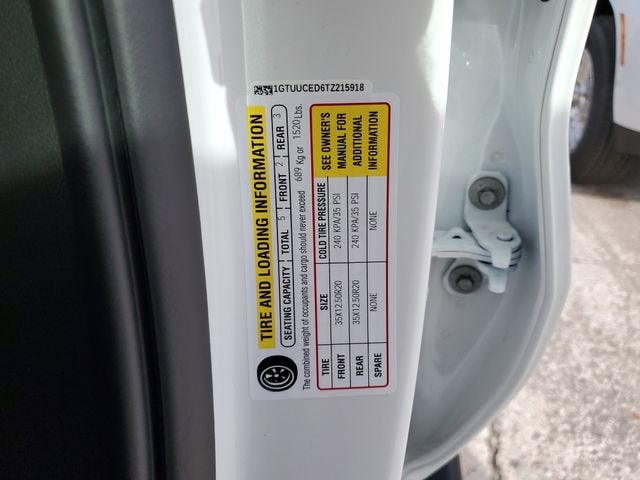 1GTUUCED6TZ215918
TIRE AND LOADING INFORMATION
SEATING CAPACITY TOTAL 5 FRONT 2 REAR 3
The combined weight of occupants and cargo should never exceed 689 Kg or 1520 Lbs.
TIRE SIZE COLD TIRE PRESSURE SEE OWNER'S
FRONT 35X12.50R20 240 KPA/35 PSI MANUAL FOR
REAR 35X12.50R20 240 KPA/35 PSI ADDITIONAL
SPARE NONE NONE INFORMATION